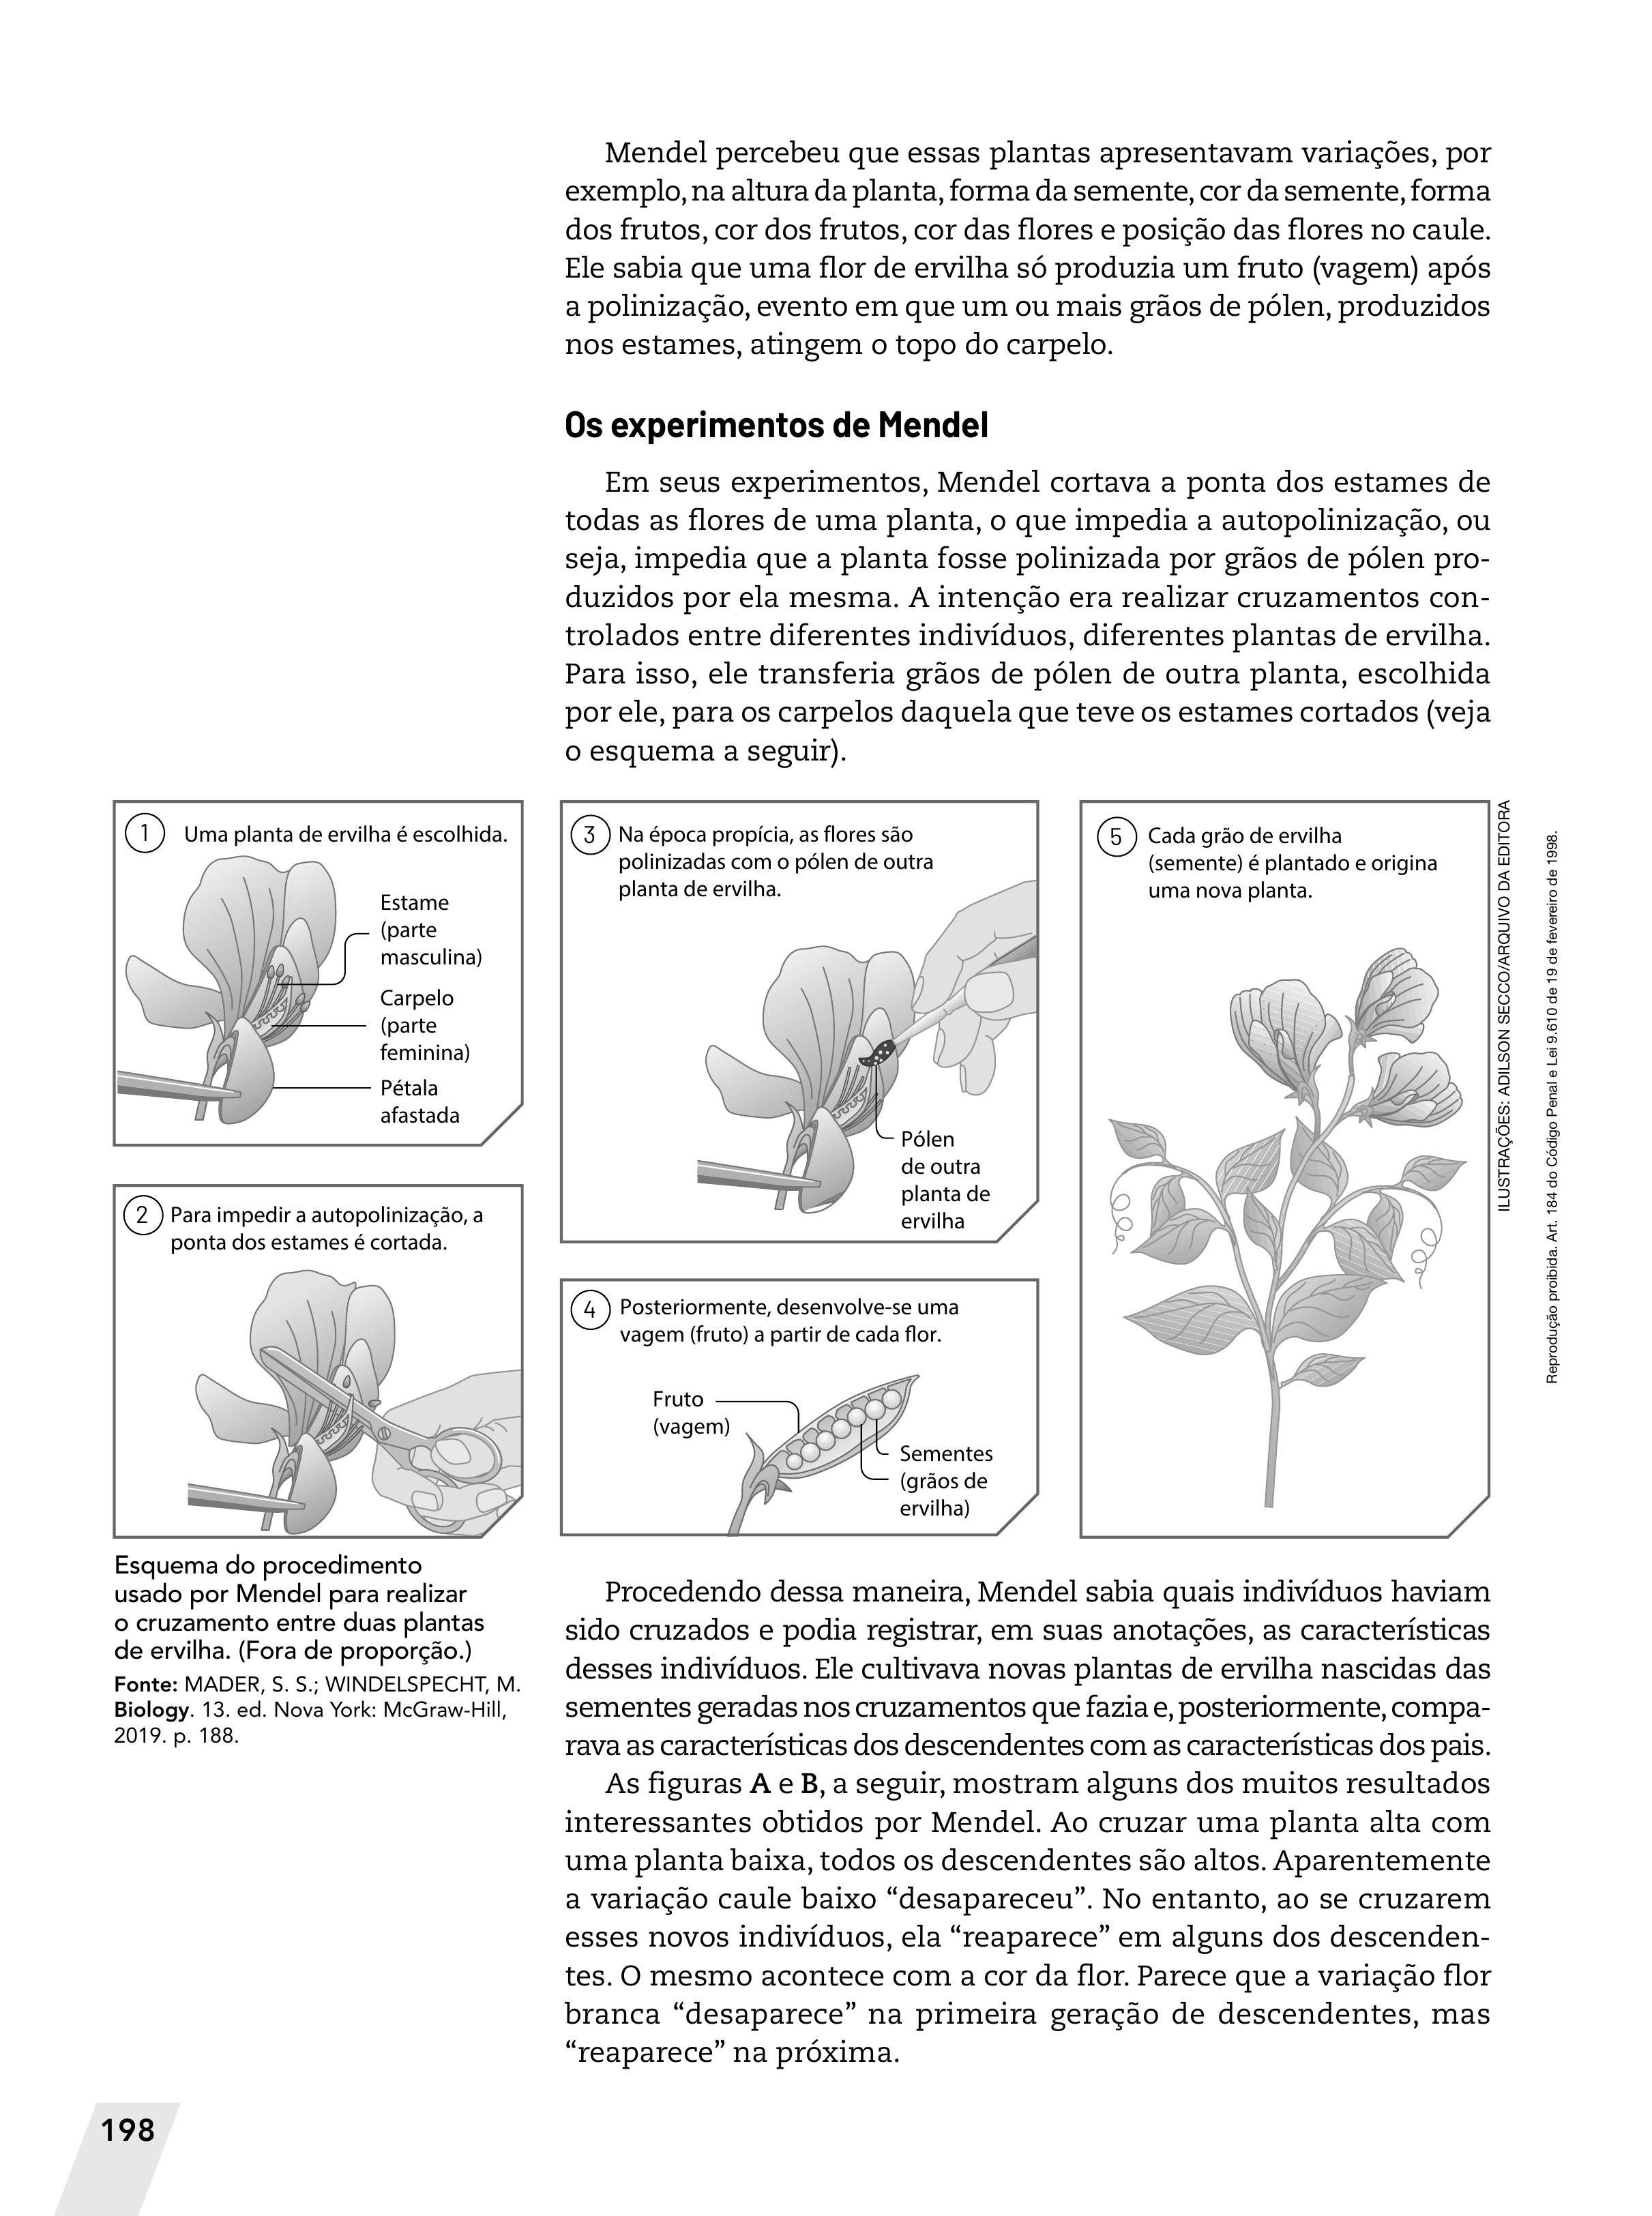 Mendel percebeu que essas plantas apresentavam variações, por
exemplo, na altura da planta, forma da semente, cor da semente, forma
dos frutos, cor dos frutos, cor das flores e posição das flores no caule.
Ele sabia que uma flor de ervilha só produzia um fruto (vagem) após
a polinização, evento em que um ou mais grãos de pólen, produzidos
nos estames, atingem o topo do carpelo.
Os experimentos de Mendel
Em seus experimentos, Mendel cortava a ponta dos estames de
todas as flores de uma planta, o que impedia a autopolinização, ou
seja, impedia que a planta fosse polinizada por grãos de pólen pro-
duzidos por ela mesma. A intenção era realizar cruzamentos con-
trolados entre diferentes indivíduos, diferentes plantas de ervilha.
Para isso, ele transferia grãos de pólen de outra planta, escolhida
por ele, para os carpelos daquela que teve os estames cortados (veja
o esquema a seguir).
1 Uma planta de ervilha é escolhida.
Estame
(parte
masculina)
Carpelo
(parte
feminina)
Pétala
afastada
2 Para impedir a autopolinização, a
ponta dos estames é cortada.
3 Na época propícia, as flores são
polinizadas com o pólen de outra
planta de ervilha.
Pólen
de outra
planta de
ervilha
4 Posteriormente, desenvolve-se uma
vagem (fruto) a partir de cada flor.
Fruto
(vagem)
Sementes
(grãos de
ervilha)
5 Cada grão de ervilha
(semente) é plantado e origina
uma nova planta.
ILUSTRAÇÕES: ADILSON SECCO/ARQUIVO DA EDITORA
Reprodução proibida. Art. 184 do Código Penal e Lei 9.610 de 19 de fevereiro de 1998.
Esquema do procedimento
usado por Mendel para realizar
o cruzamento entre duas plantas
de ervilha. (Fora de proporção.)
Fonte: MADER, S. S.; WINDELSPECHT, M.
Biology. 13. ed. Nova York: McGraw-Hill,
2019. p. 188.
Procedendo dessa maneira, Mendel sabia quais indivíduos haviam
sido cruzados e podia registrar, em suas anotações, as características
desses indivíduos. Ele cultivava novas plantas de ervilha nascidas das
sementes geradas nos cruzamentos que fazia e, posteriormente, compa-
rava as características dos descendentes com as características dos pais.
As figuras A e B, a seguir, mostram alguns dos muitos resultados
interessantes obtidos por Mendel. Ao cruzar uma planta alta com
uma planta baixa, todos os descendentes são altos. Aparentemente
a variação caule baixo “desapareceu”. No entanto, ao se cruzarem
esses novos indivíduos, ela “reaparece” em alguns dos descenden-
tes. O mesmo acontece com a cor da flor. Parece que a variação flor
branca “desaparece” na primeira geração de descendentes, mas
“reaparece” na próxima.
198